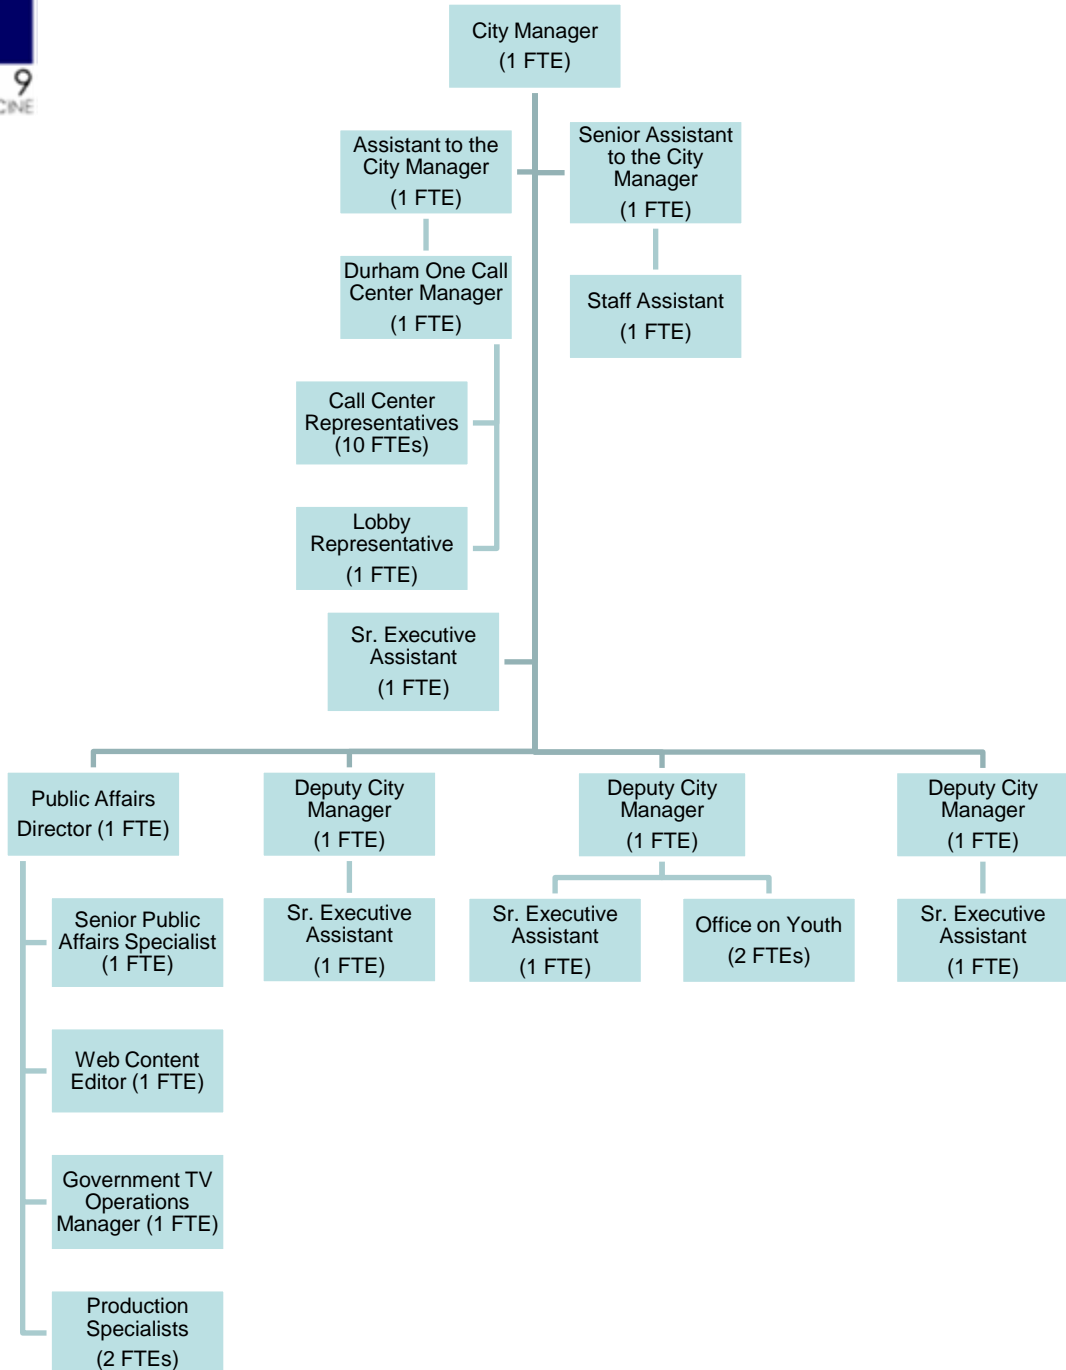 9
CINE
City Manager
(1 FTE)
Assistant to the
City Manager
(1 FTE)
Senior Assistant
to the City
Manager
(1 FTE)
Durham One Call
Center Manager
(1 FTE)
Staff Assistant
(1 FTE)
Call Center
Representatives
(10 FTEs)
Lobby
Representative
(1 FTE)
Sr. Executive
Assistant
(1 FTE)
Public Affairs
Director (1 FTE)
Deputy City
Manager
(1 FTE)
Deputy City
Manager
(1 FTE)
Deputy City
Manager
(1 FTE)
Senior Public
Affairs Specialist
(1 FTE)
Sr. Executive
Assistant
(1 FTE)
Sr. Executive
Assistant
(1 FTE)
Office on Youth
(2 FTEs)
Sr. Executive
Assistant
(1 FTE)
Web Content
Editor (1 FTE)
Government TV
Operations
Manager (1 FTE)
Production
Specialists
(2 FTEs)